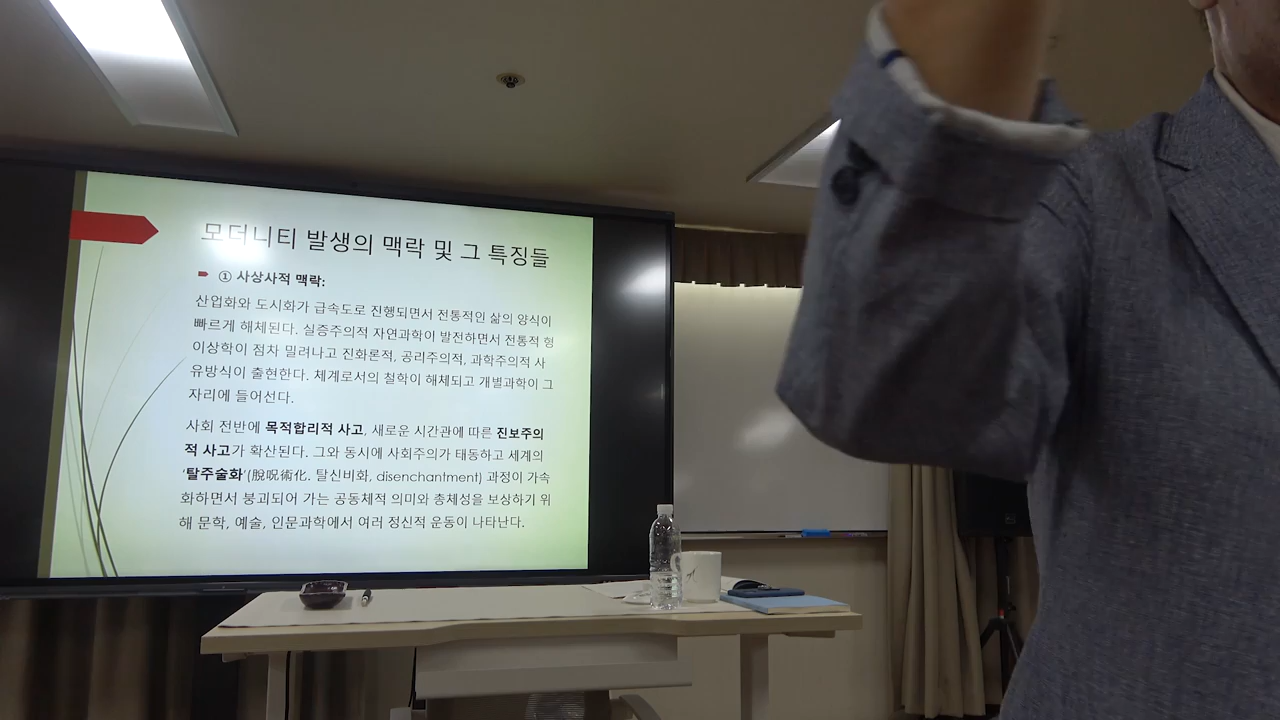 모더니티 발생의 맥락 및 그 특징들
① 사상사적 맥락:
산업화와 도시화가 급속도로 진행되면서 전통적인 삶의 양식이
빠르게 해체된다. 실증주의적 자연과학이 발전하면서 전통적 형
이상학이 점차 밀려나고 진화론적, 공리주의적, 과학주의적 사
유방식이 출현한다. 체계로서의 철학이 해체되고 개별과학이 그
자리에 들어선다.
사회 전반에 목적합리적 사고, 새로운 시간관에 따른 진보주의
적 사고가 확산된다. 그와 동시에 사회주의가 태동하고 세계의
‘탈주술화’(脫呪術化, 탈신비화, disenchantment) 과정이 가속
화하면서 붕괴되어 가는 공동체적 의미와 총체성을 보상하기 위
해 문학, 예술, 인문과학에서 여러 정신적 운동이 나타난다.